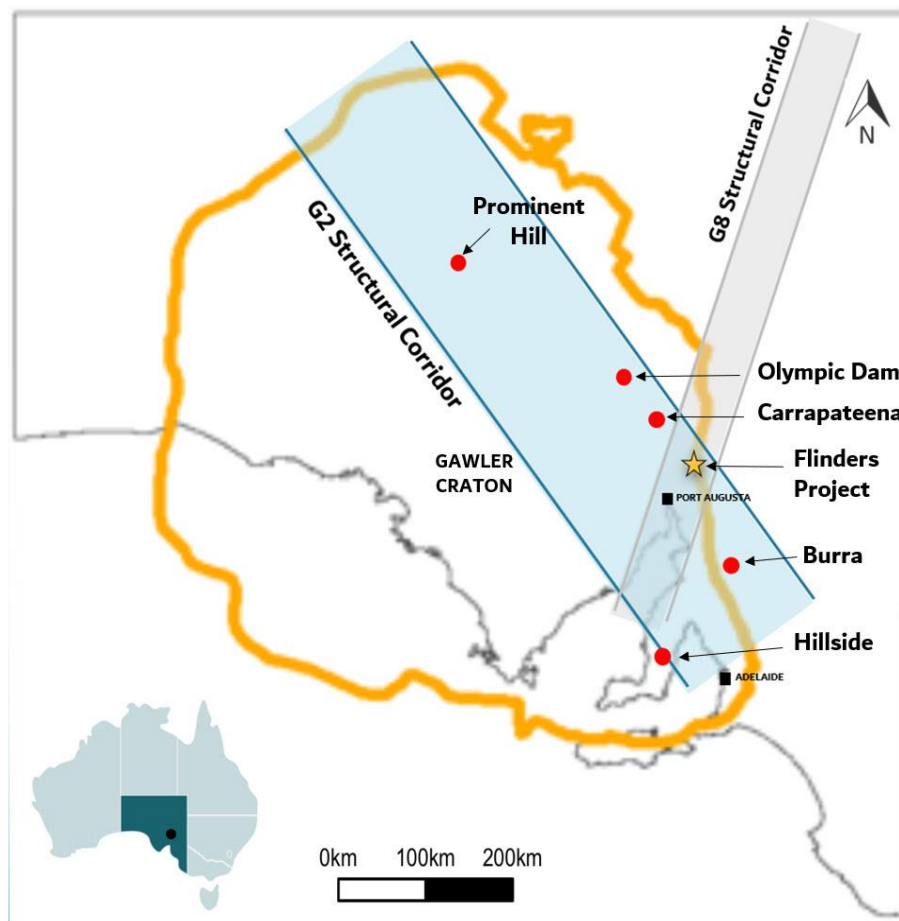 G8 Structural Corridor
N
Prominent
Hill
G2 Structural Corridor
Olympic Dam
Carrapateena
GAWLER
CRATON
Flinders
Project
PORT AUGUSTA
Burra
Hillside
ADELAIDE
0km 100km 200km